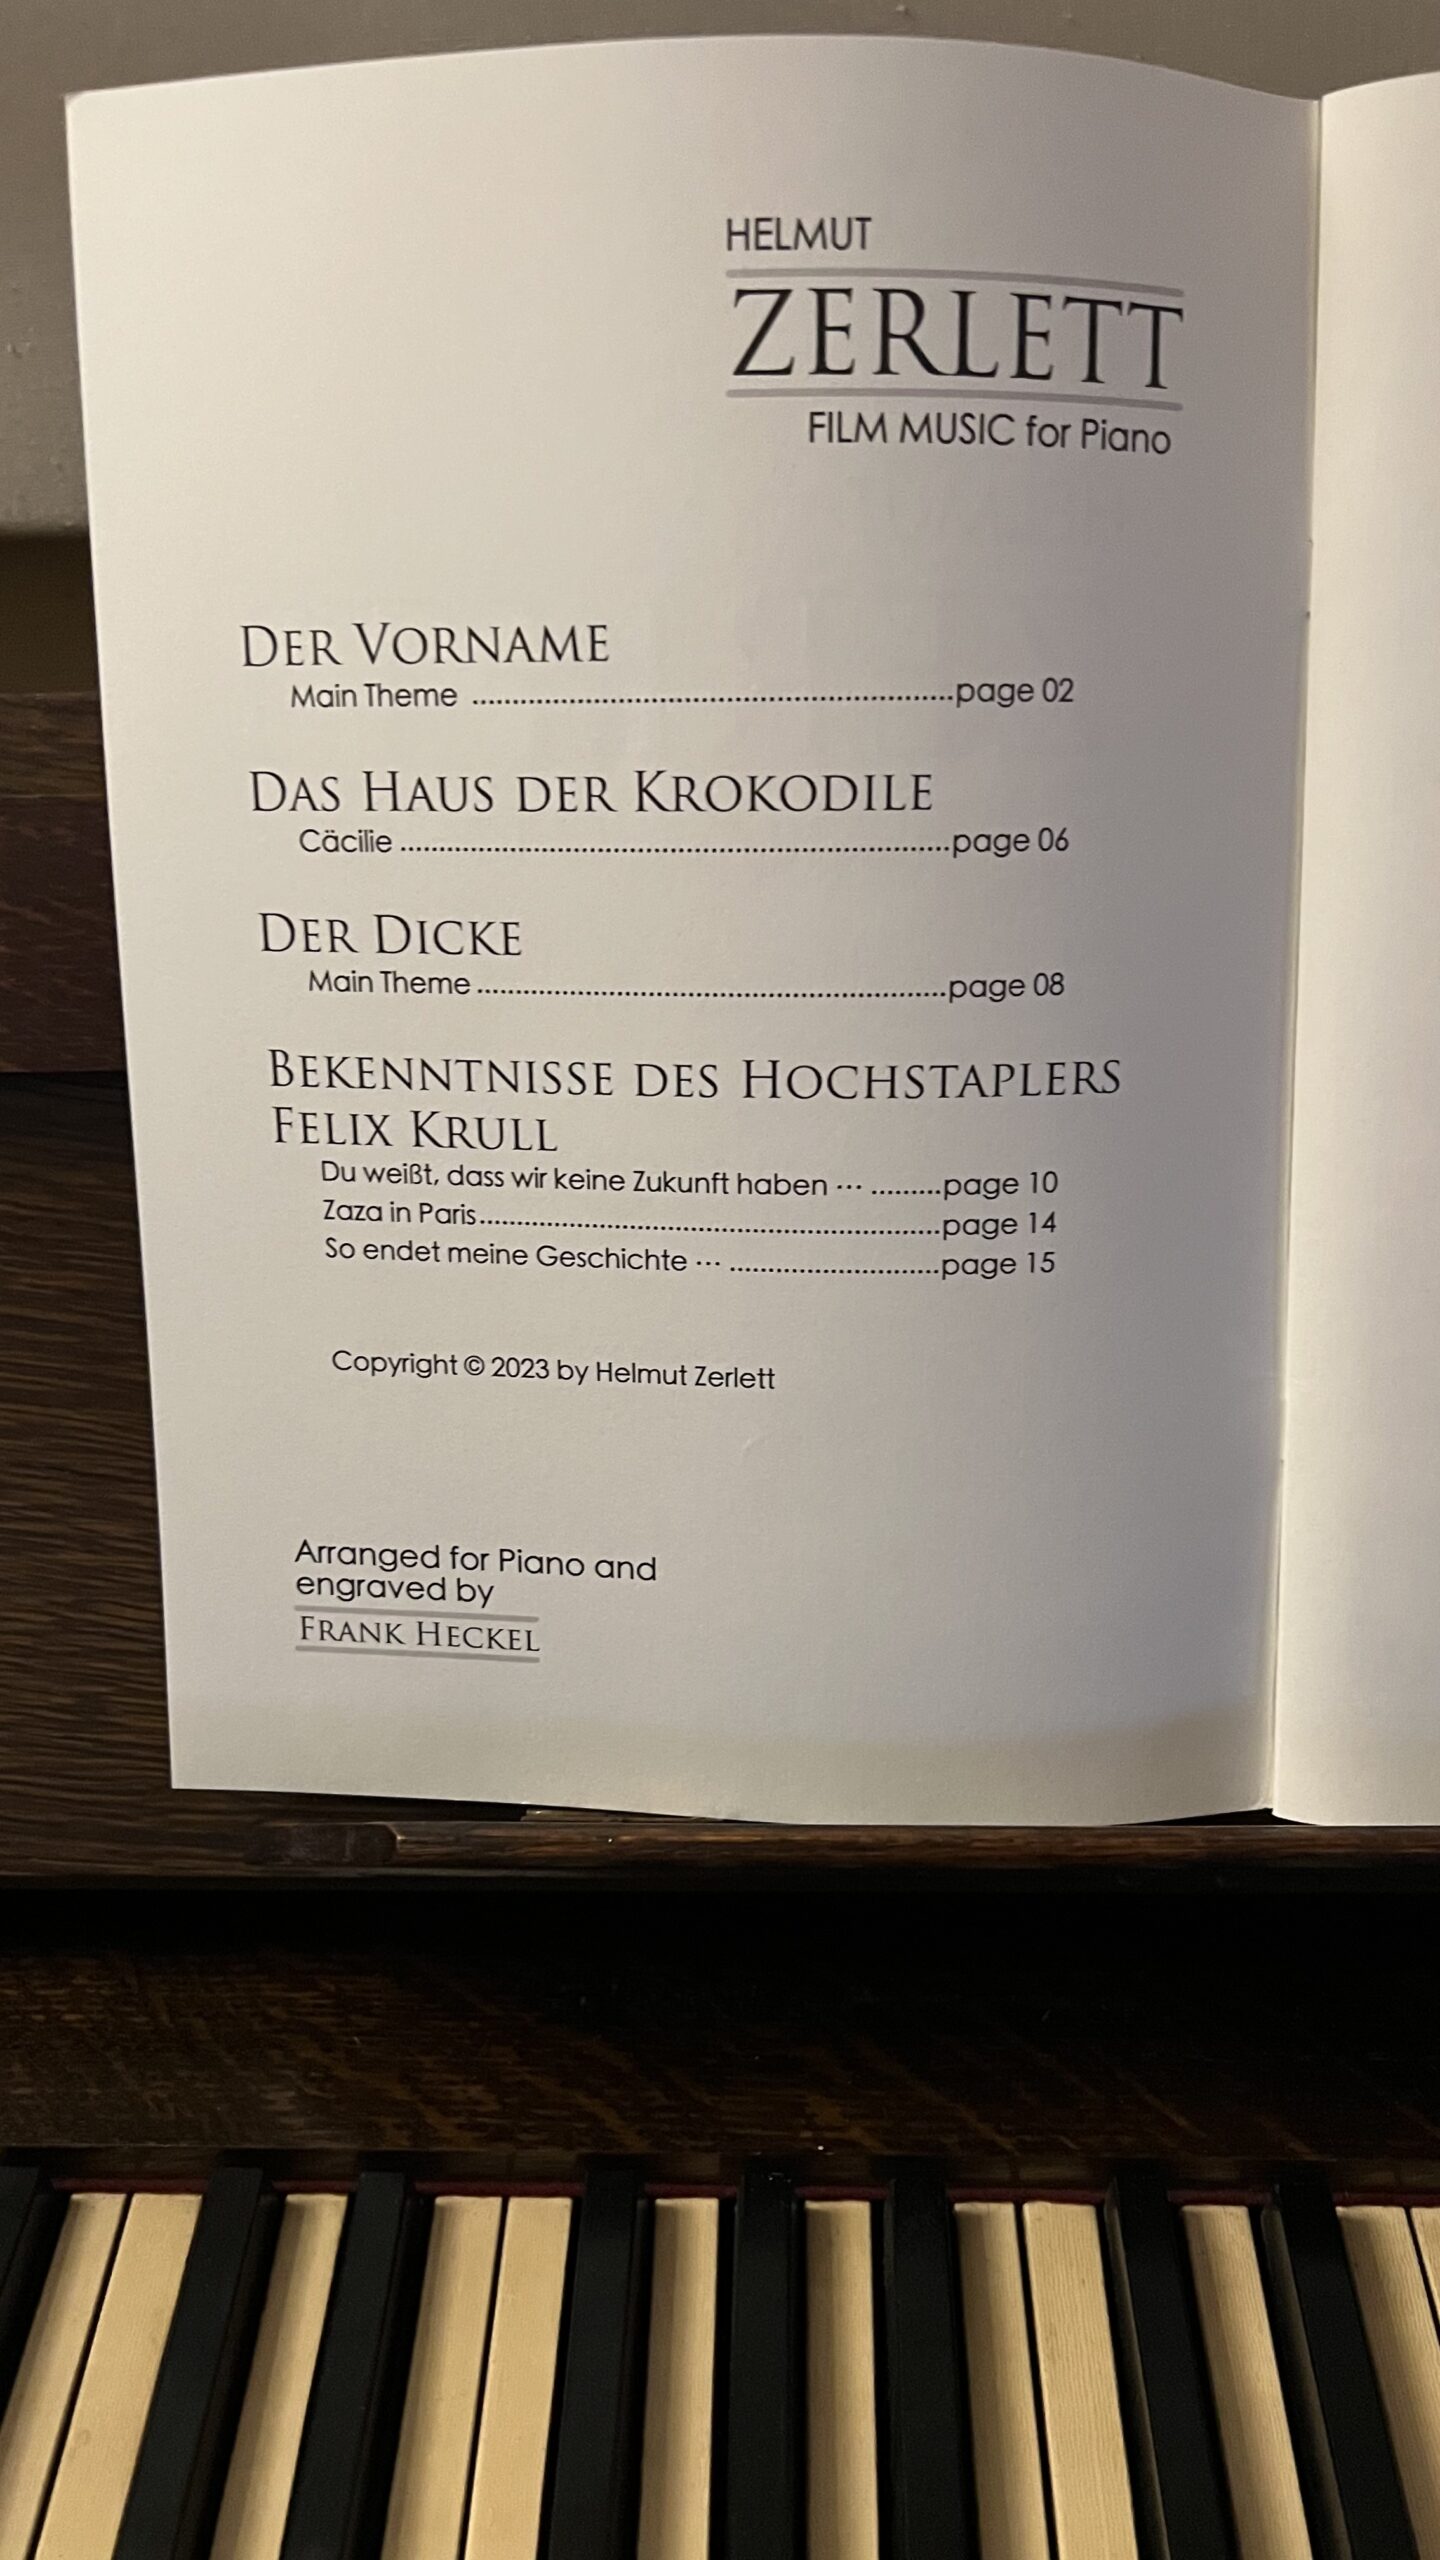 HELMUT
ZERLETT
FILM MUSIC for Piano
DER VORNAME
Main Theme ............................................................page 02
DAS HAUS DER KROKODILE
Cäcilie .....................................................................page 06
DER DICKE
Main Theme...........................................................page 08
BEKENNTNISSE DES HOCHSTAPLERS
FELIX KRULL
Du weißt, dass wir keine Zukunft haben ··· .........page 10
Zaza in Paris..........................................................page 14
So endet meine Geschichte ··· ..........................page 15
Copyright © 2023 by Helmut Zerlett
Arranged for Piano and
engraved by
FRANK HECKEL